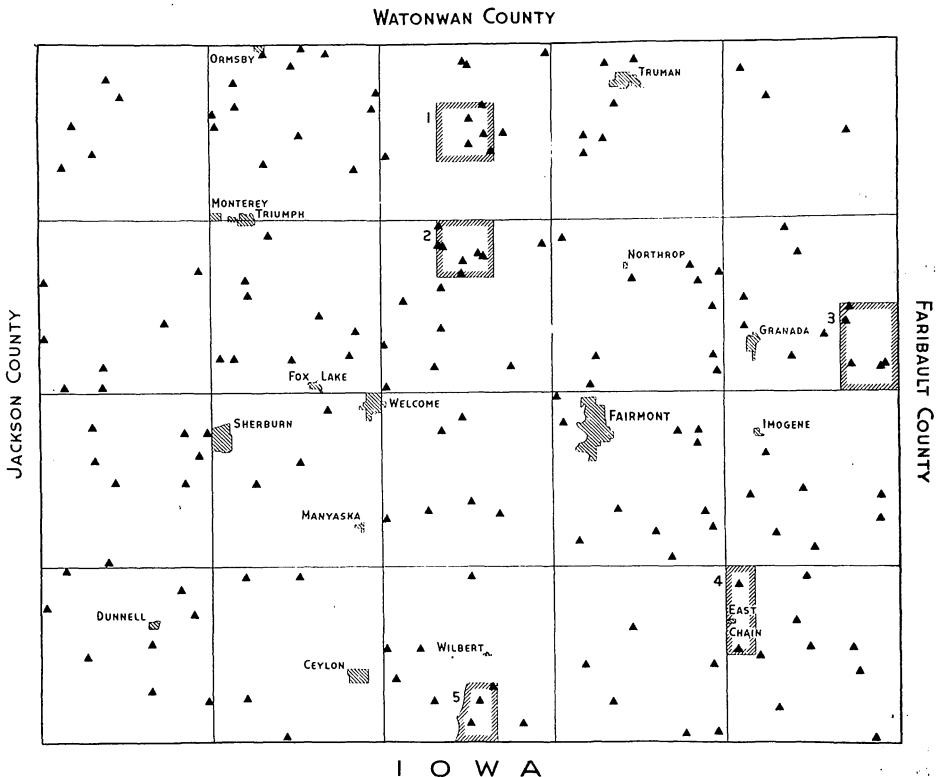 WATONWAN COUNTY
ORMSBY
TRUMAN
1
MONTEREY
TRIUMPH
2
NORTHROP
JACKSON COUNTY
FARIBAULT COUNTY
3
GRANADA
FOX LAKE
WELCOME
SHERBURN
FAIRMONT
IMOGENE
MANYASKA
4
DUNNELL
EAST
CHAIN
WILBERT
CEYLON
5
IOWA